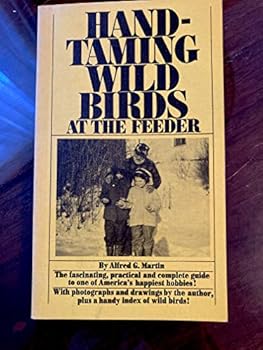 HAND-
TAMING
WILD
BIRDS
AT THE FEEDER
By Alfred G. Martin
The fascinating, practical and complete guide
to one of America's happiest hobbies!
With photographs and drawings by the author,
plus a handy index of wild birds!